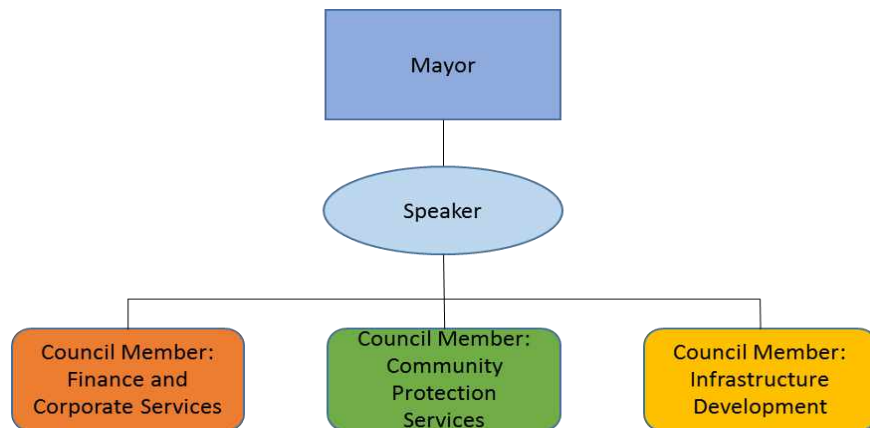 Mayor
Speaker
Council Member:
Finance and
Corporate Services
Council Member:
Community
Protection
Services
Council Member:
Infrastructure
Development